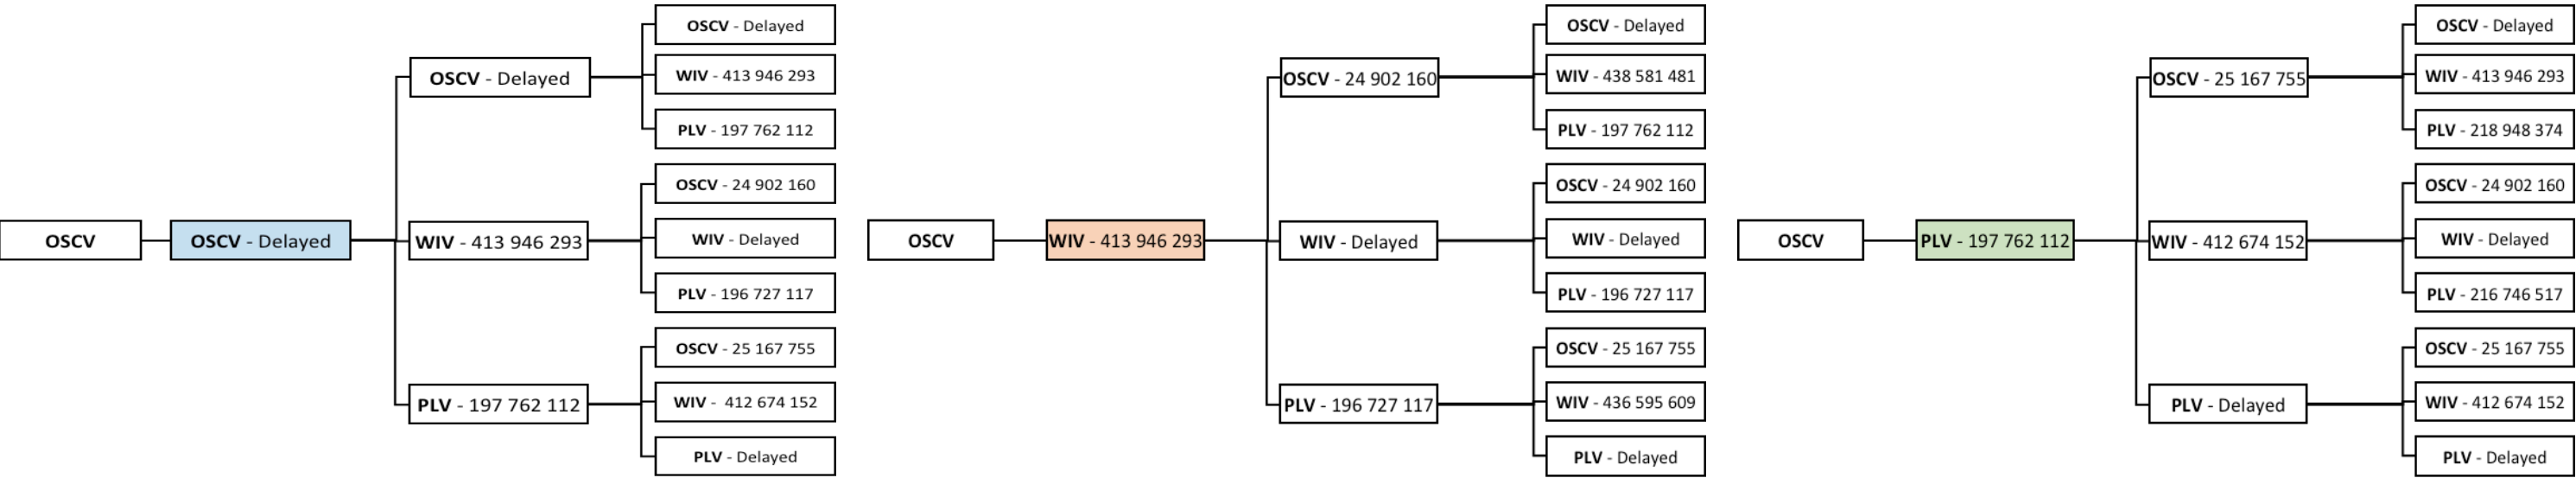 OSCV
OSCV - Delayed
OSCV - Delayed
OSCV - Delayed
WIV - 413 946 293
PLV - 197 762 112
WIV - 413 946 293
OSCV - 24 902 160
WIV - Delayed
PLV - 196 727 117
PLV - 197 762 112
OSCV - 25 167 755
WIV - 412 674 152
PLV - Delayed
OSCV
WIV - 413 946 293
OSCV - 24 902 160
OSCV - Delayed
WIV - 438 581 481
PLV - 197 762 112
WIV - Delayed
OSCV - 24 902 160
WIV - Delayed
PLV - 196 727 117
PLV - 196 727 117
OSCV - 25 167 755
WIV - 436 595 609
PLV - Delayed
OSCV
PLV - 197 762 112
OSCV - 25 167 755
OSCV - Delayed
WIV - 413 946 293
PLV - 218 948 374
WIV - 412 674 152
OSCV - 24 902 160
WIV - Delayed
PLV - 216 746 517
PLV - Delayed
OSCV - 25 167 755
WIV - 412 674 152
PLV - Delayed